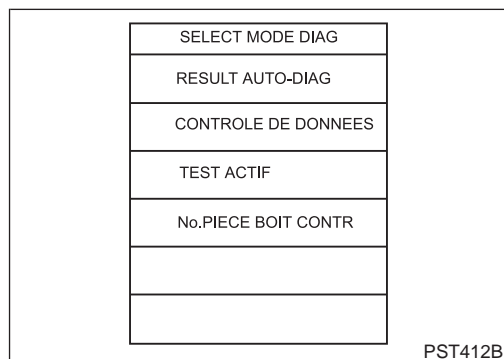 SELECT MODE DIAG
RESULT AUTO-DIAG
CONTROLE DE DONNEES
TEST ACTIF
No.PIECE BOIT CONTR
PST412B